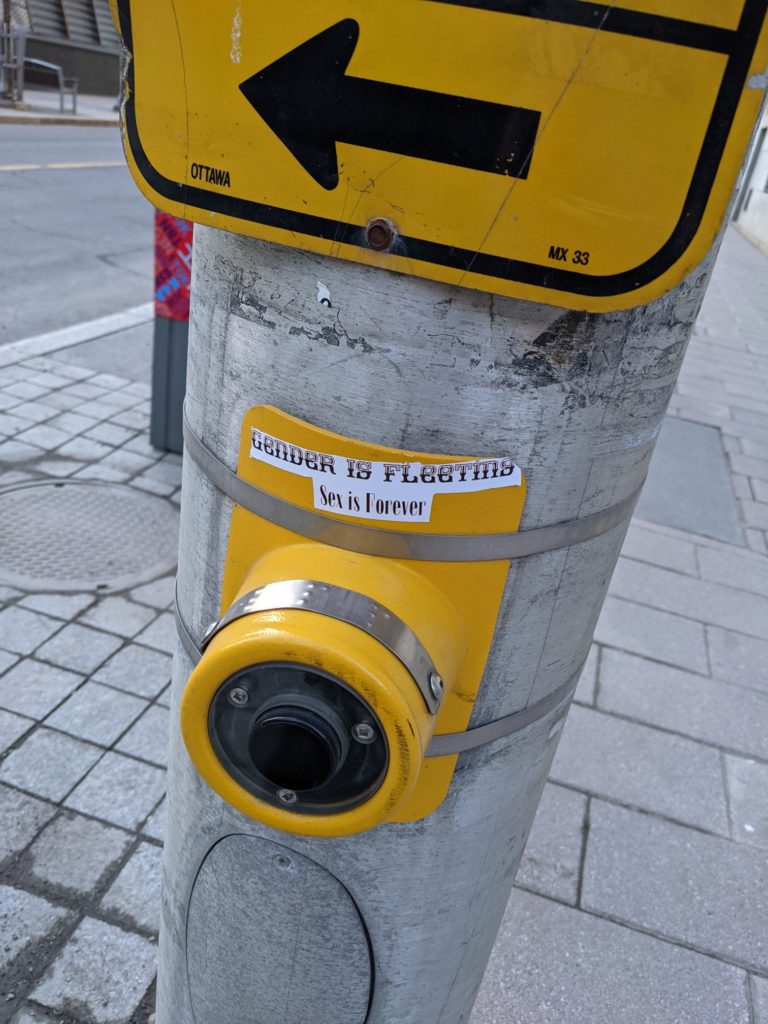 OTTAWA
MX 33
GENDER IS FLEETING
Sex is Forever